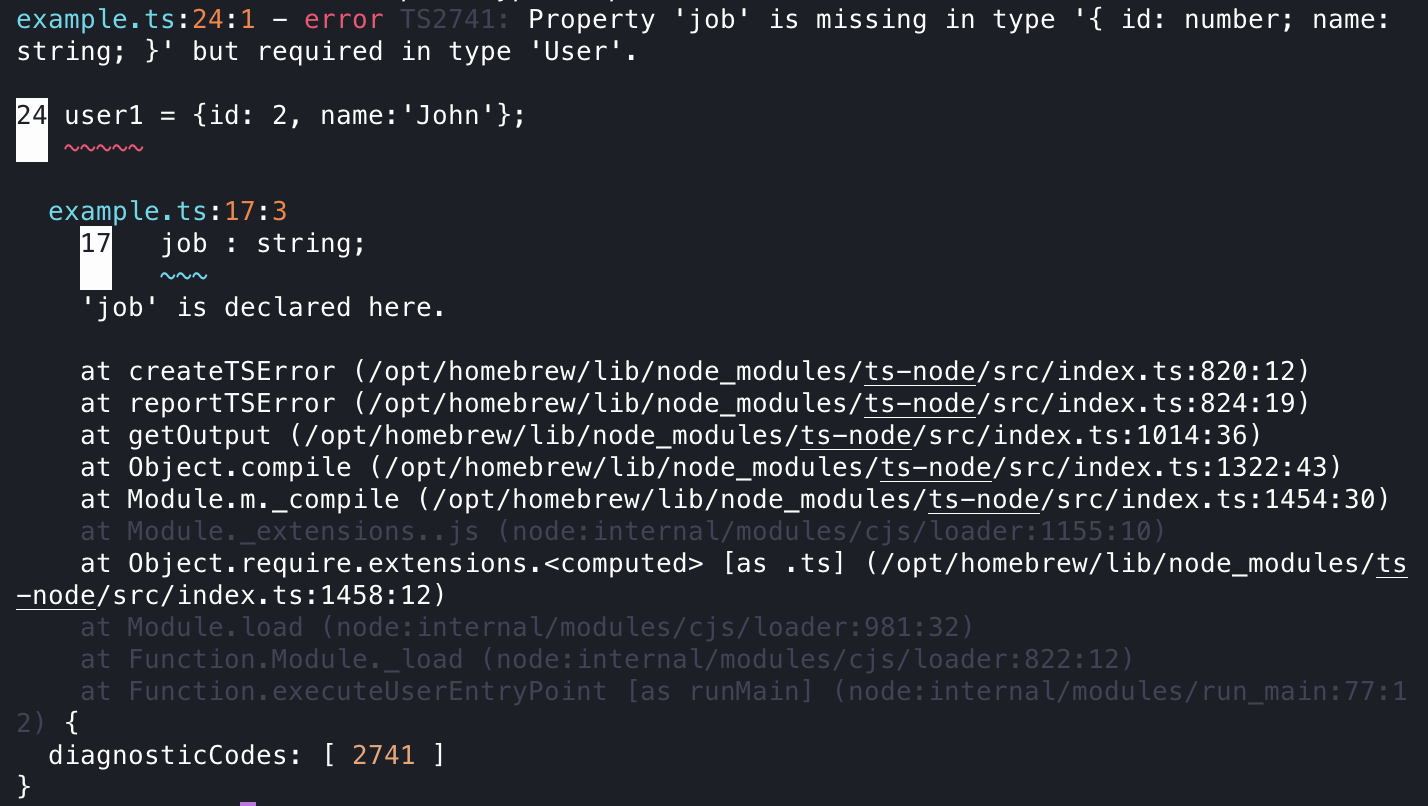 example.ts:24:1 - error TS2741: Property 'job' is missing in type '{ id: number; name:
string; }' but required in type 'User'.
24 user1 = {id: 2, name:'John'};
~~~~~
example.ts:17:3
17 job : string;
~~~
'job' is declared here.
at createTSError (/opt/homebrew/lib/node_modules/ts-node/src/index.ts:820:12)
at reportTSError (/opt/homebrew/lib/node_modules/ts-node/src/index.ts:824:19)
at getOutput (/opt/homebrew/lib/node_modules/ts-node/src/index.ts:1014:36)
at Object.compile (/opt/homebrew/lib/node_modules/ts-node/src/index.ts:1322:43)
at Module.m._compile (/opt/homebrew/lib/node_modules/ts-node/src/index.ts:1454:30)
at Module._extensions..js (node:internal/modules/cjs/loader:1155:10)
at Object.require.extensions.<computed> [as .ts] (/opt/homebrew/lib/node_modules/ts
-node/src/index.ts:1458:12)
at Module.load (node:internal/modules/cjs/loader:981:32)
at Function.Module._load (node:internal/modules/cjs/loader:822:12)
at Function.executeUserEntryPoint [as runMain] (node:internal/modules/run_main:77:1
2) {
diagnosticCodes: [ 2741 ]
}